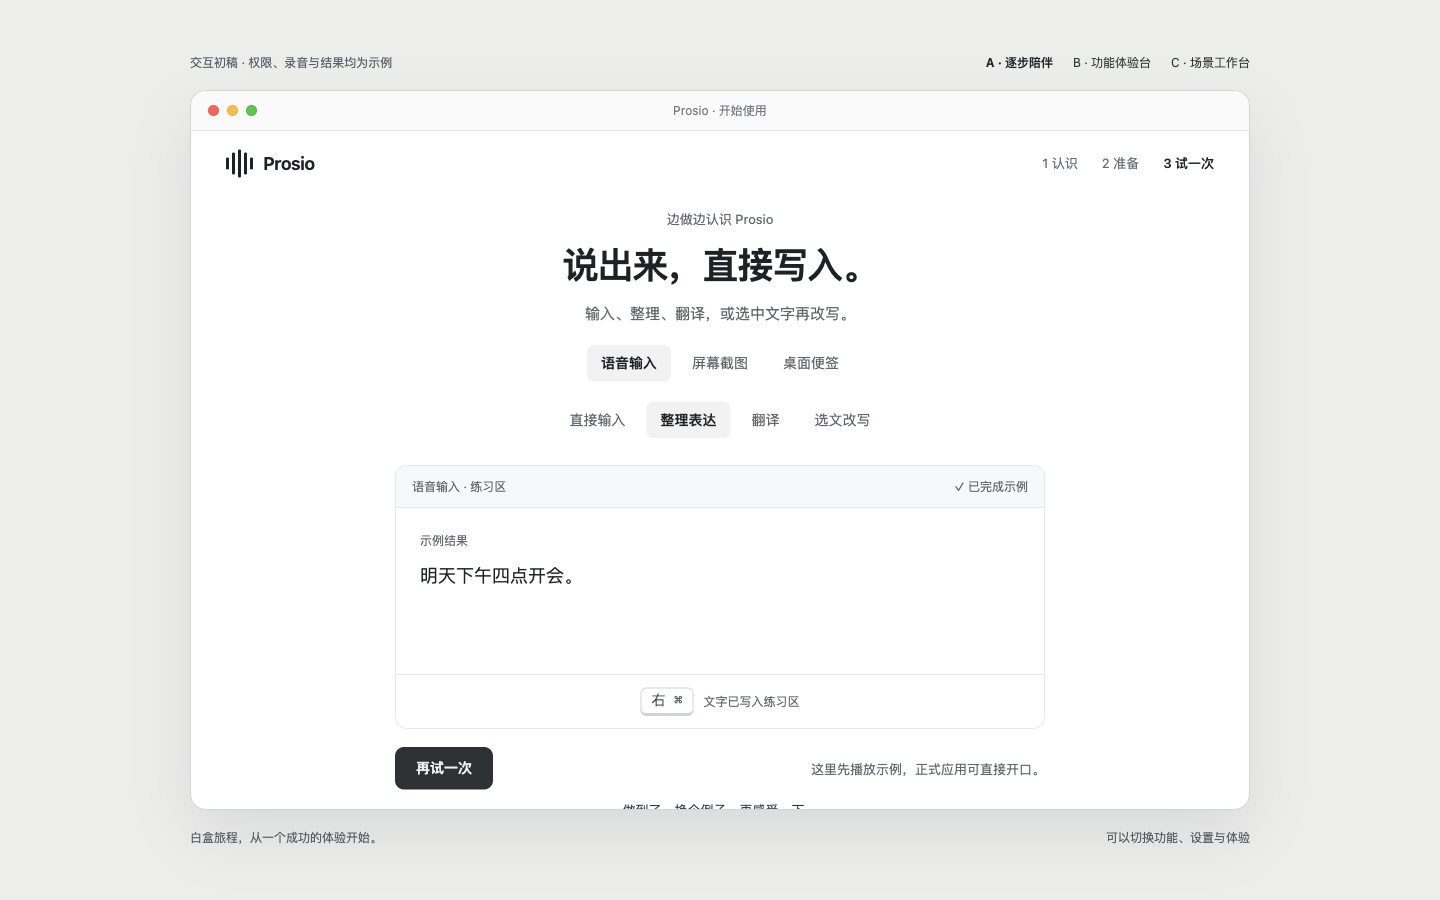 交互初稿 · 权限、录音与结果均为示例
A · 逐步陪伴 B · 功能体验台 C · 场景工作台
Prosio · 开始使用
Prosio
1 认识 2 准备 3 试一次
边做边认识 Prosio
说出来，直接写入。
输入、整理、翻译，或选中文字再改写。
语音输入 屏幕截图 桌面便签
直接输入 整理表达 翻译 选文改写
语音输入 · 练习区
✓ 已完成示例
示例结果
明天下午四点开会。
右 ⌘ 文字已写入练习区
再试一次
这里先播放示例，正式应用可直接开口。
白盒旅程，从一个成功的体验开始。
可以切换功能、设置与体验